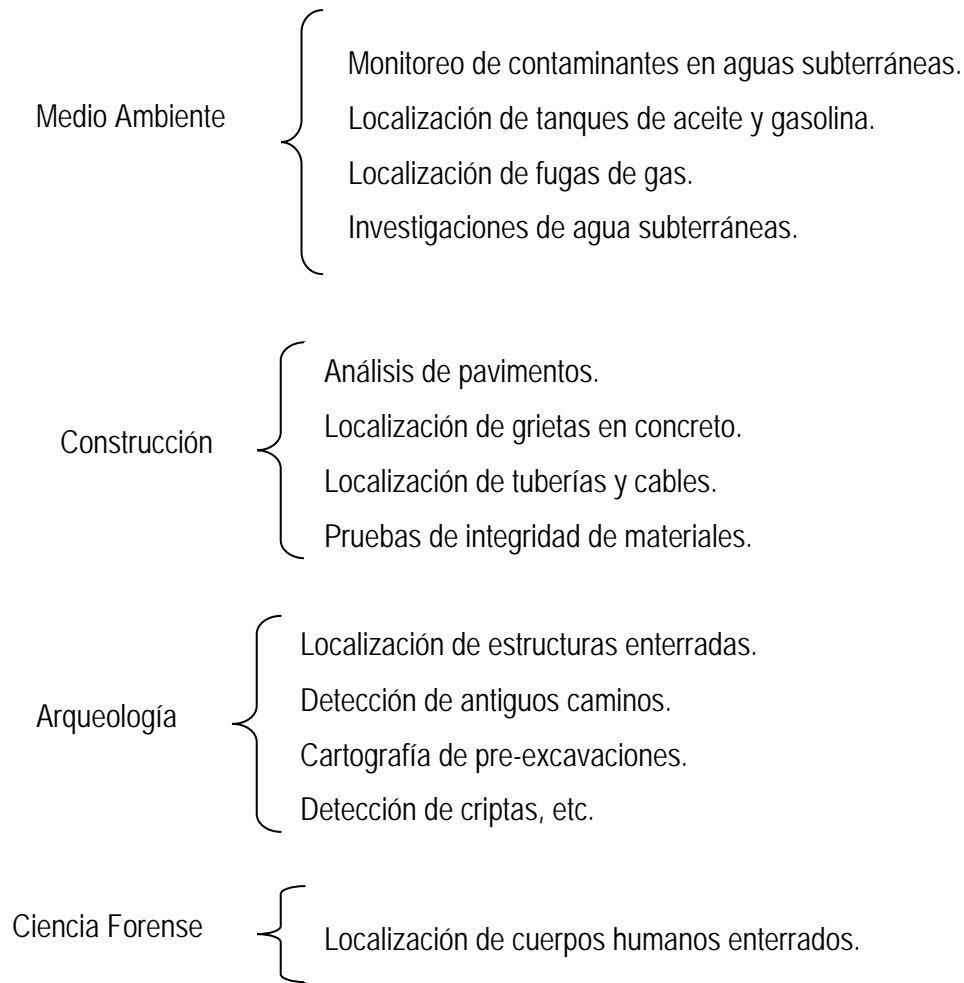 Medio Ambiente
Monitoreo de contaminantes en aguas subterráneas.
Localización de tanques de aceite y gasolina.
Localización de fugas de gas.
Investigaciones de agua subterráneas.
Construcción
Análisis de pavimentos.
Localización de grietas en concreto.
Localización de tuberías y cables.
Pruebas de integridad de materiales.
Arqueología
Localización de estructuras enterradas.
Detección de antiguos caminos.
Cartografía de pre-excavaciones.
Detección de criptas, etc.
Ciencia Forense
Localización de cuerpos humanos enterrados.